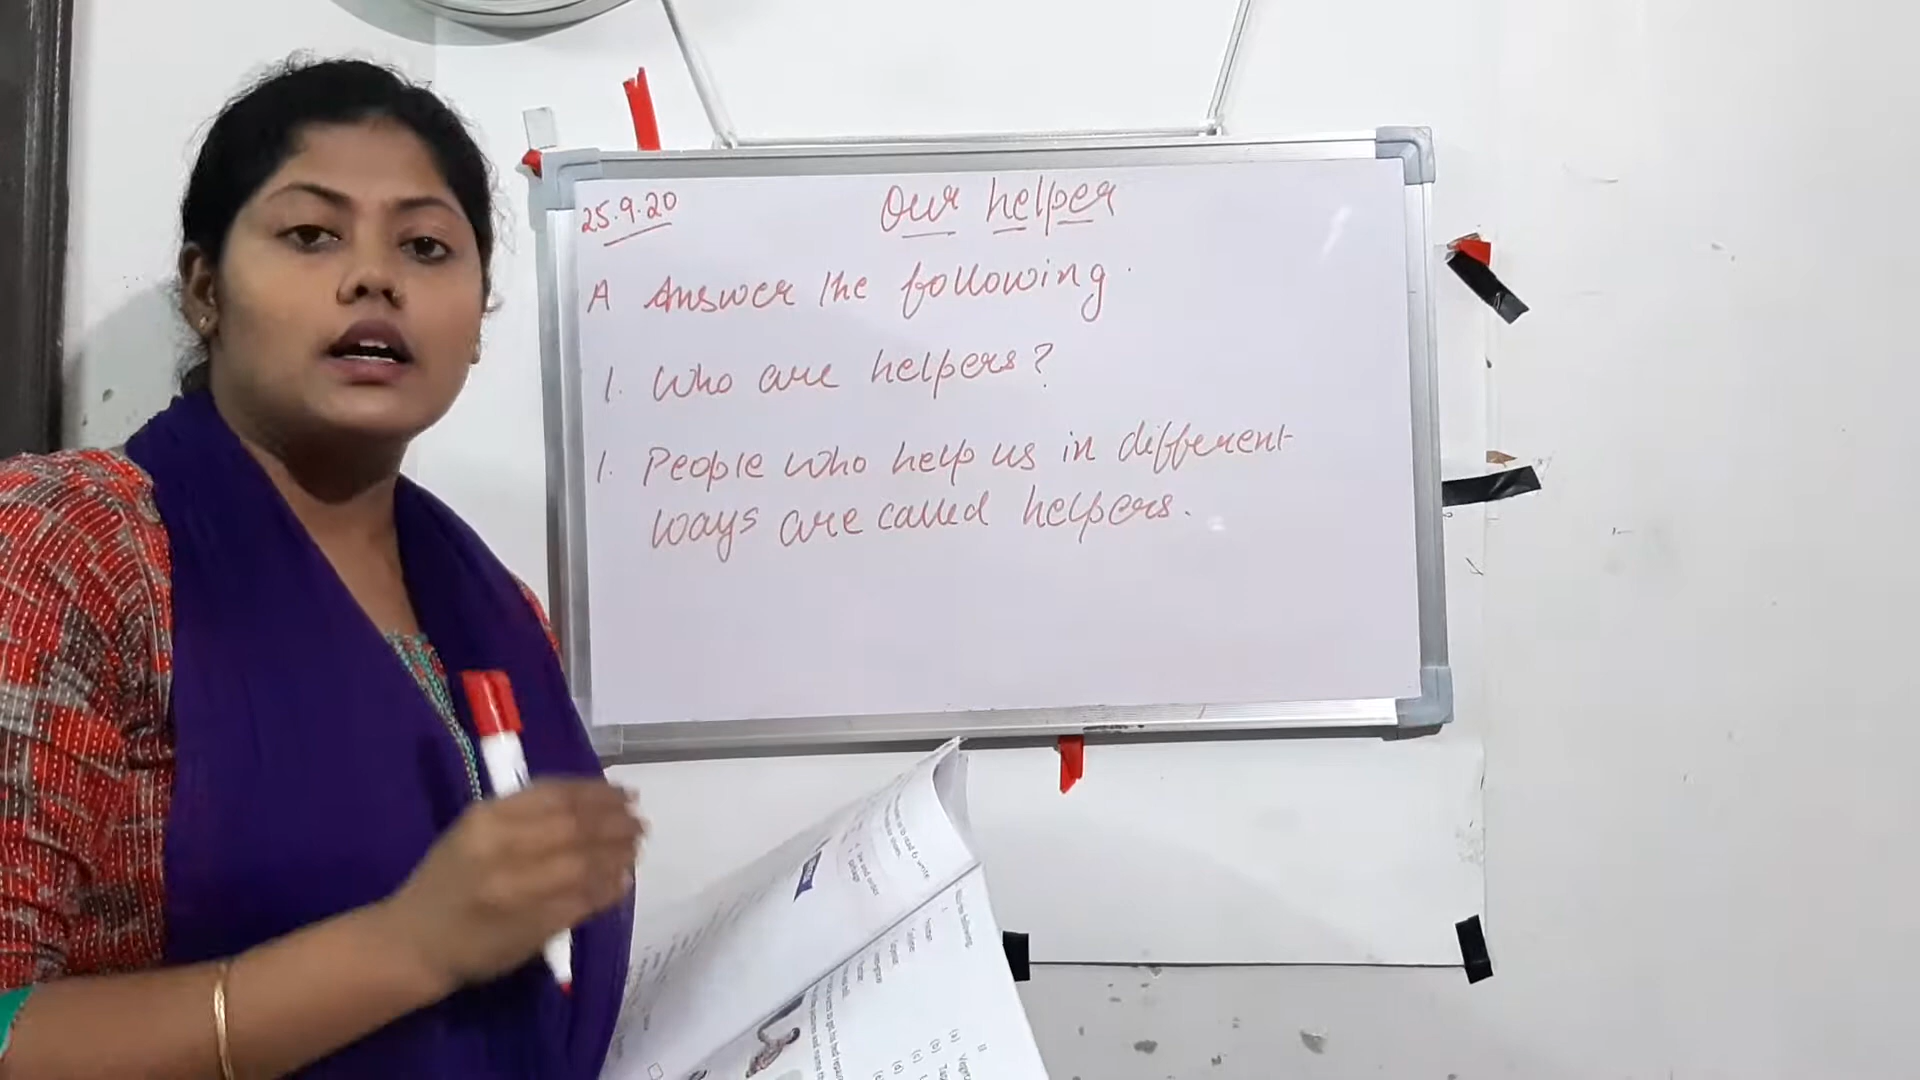 25.9.20
Our helper
A Answer the following.
1. Who are helpers?
1. People who help us in different
ways are called helpers.